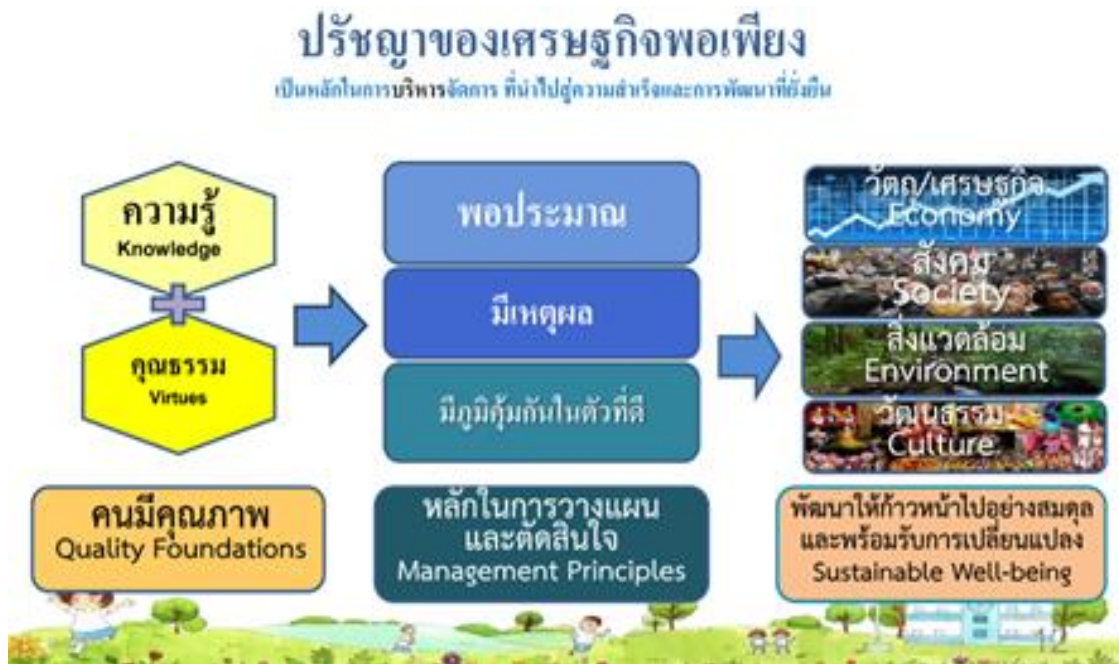 ปรัชญาของเศรษฐกิจพอเพียง
เป็นหลักในการบริหารจัดการ ที่นำไปสู่ความสำเร็จและการพัฒนาที่ยั่งยืน
ความรู้
Knowledge
คุณธรรม
Virtues
คนมีคุณภาพ
Quality Foundations
พอประมาณ
มีเหตุผล
มีภูมิคุ้มกันในตัวที่ดี
หลักในการวางแผน
และตัดสินใจ
Management Principles
วัตถุ/เศรษฐกิจ
Economy
สังคม
Society
สิ่งแวดล้อม
Environment
วัฒนธรรม
Culture
พัฒนาให้ก้าวหน้าไปอย่างสมดุล
และพร้อมรับการเปลี่ยนแปลง
Sustainable Well-being
12